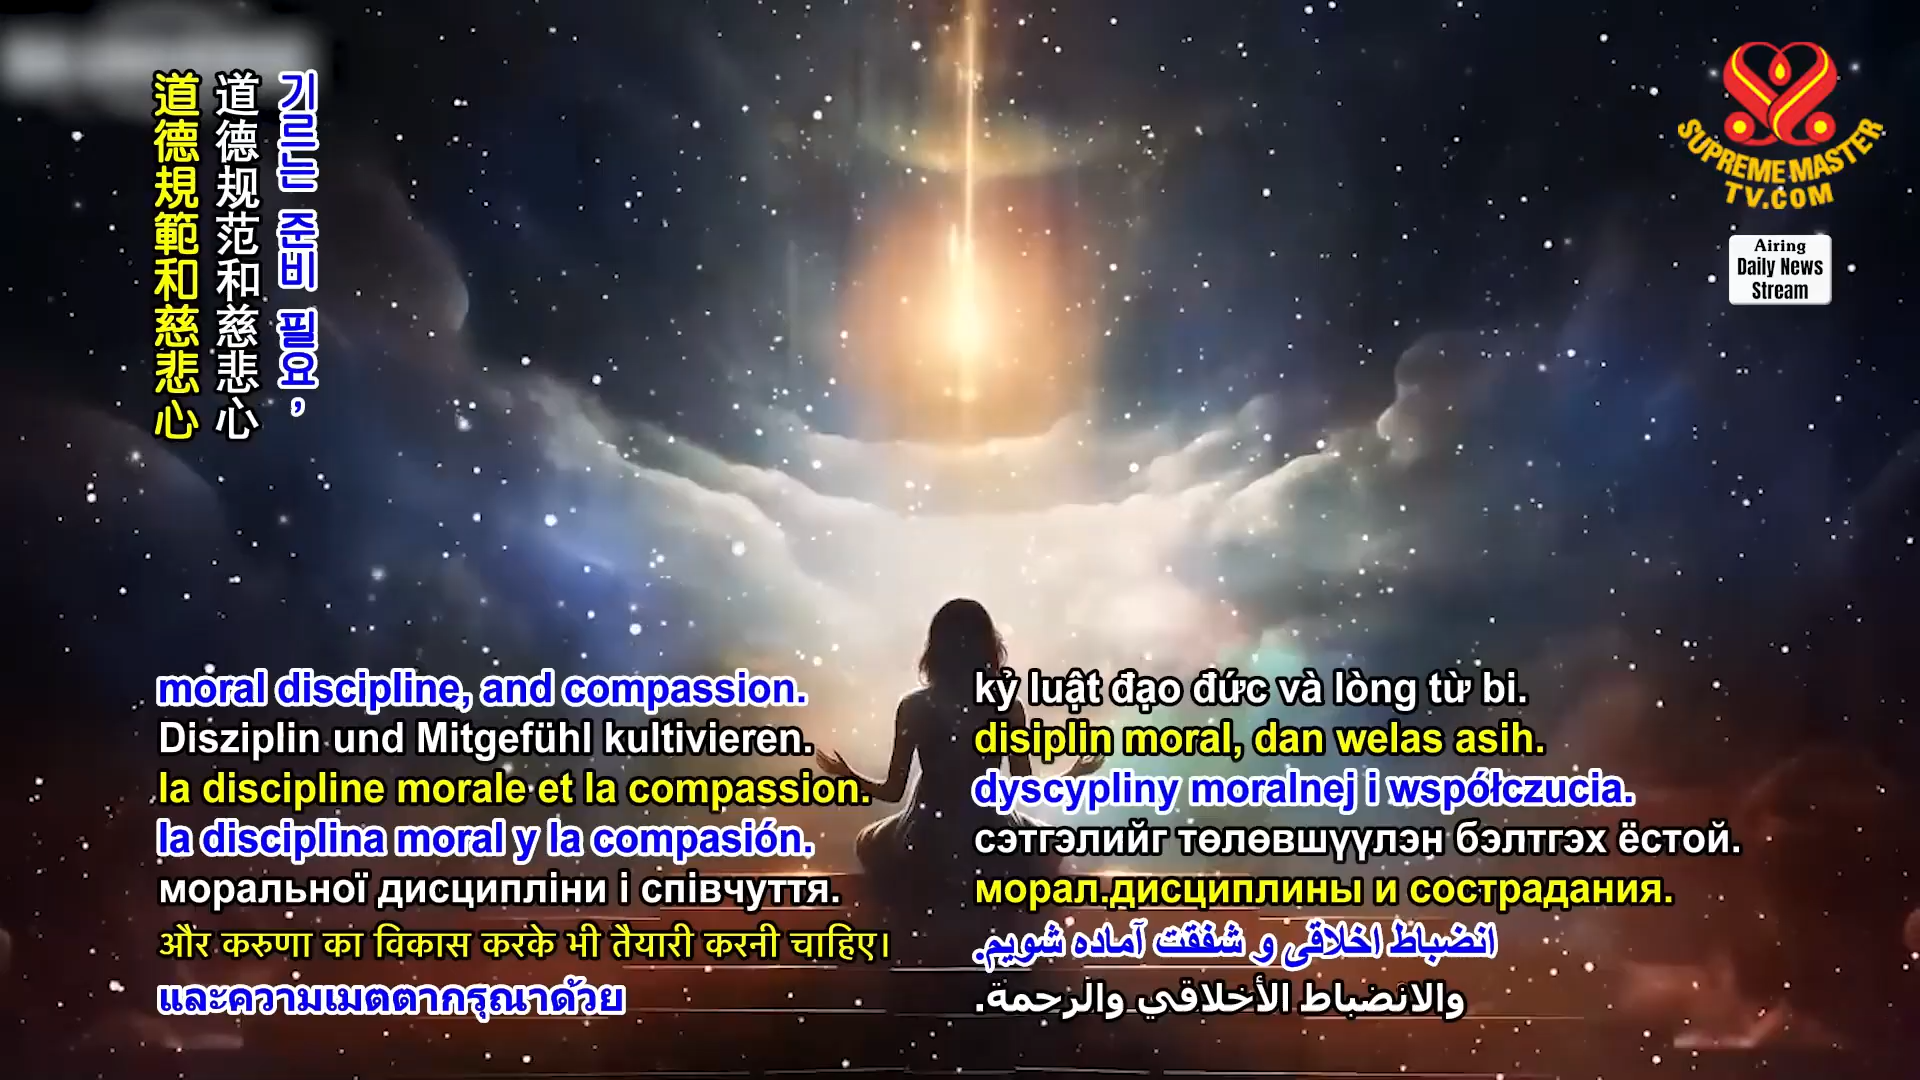 기르는 준비 필요,
道德规范和慈悲心
道德規範和慈悲心
SUPREME MASTER
TV.COM
Airing
Daily News
Stream
moral discipline, and compassion.
Disziplin und Mitgefühl kultivieren.
la discipline morale et la compassion.
la disciplina moral y la compasión.
моральної дисципліни і співчуття.
और करुणा का विकास करके भी तैयारी करनी चाहिए।
และความเมตตากรุณาด้วย
kỷ luật đạo đức và lòng từ bi.
disiplin moral, dan welas asih.
dyscypliny moralnej i współczucia.
сэтгэлийг төлөвшүүлэн бэлтгэх ёстой.
морал.дисциплины и сострадания.
انضباط اخلاقی و شفقت آماده شویم.
والانضباط الأخلاقي والرحمة.